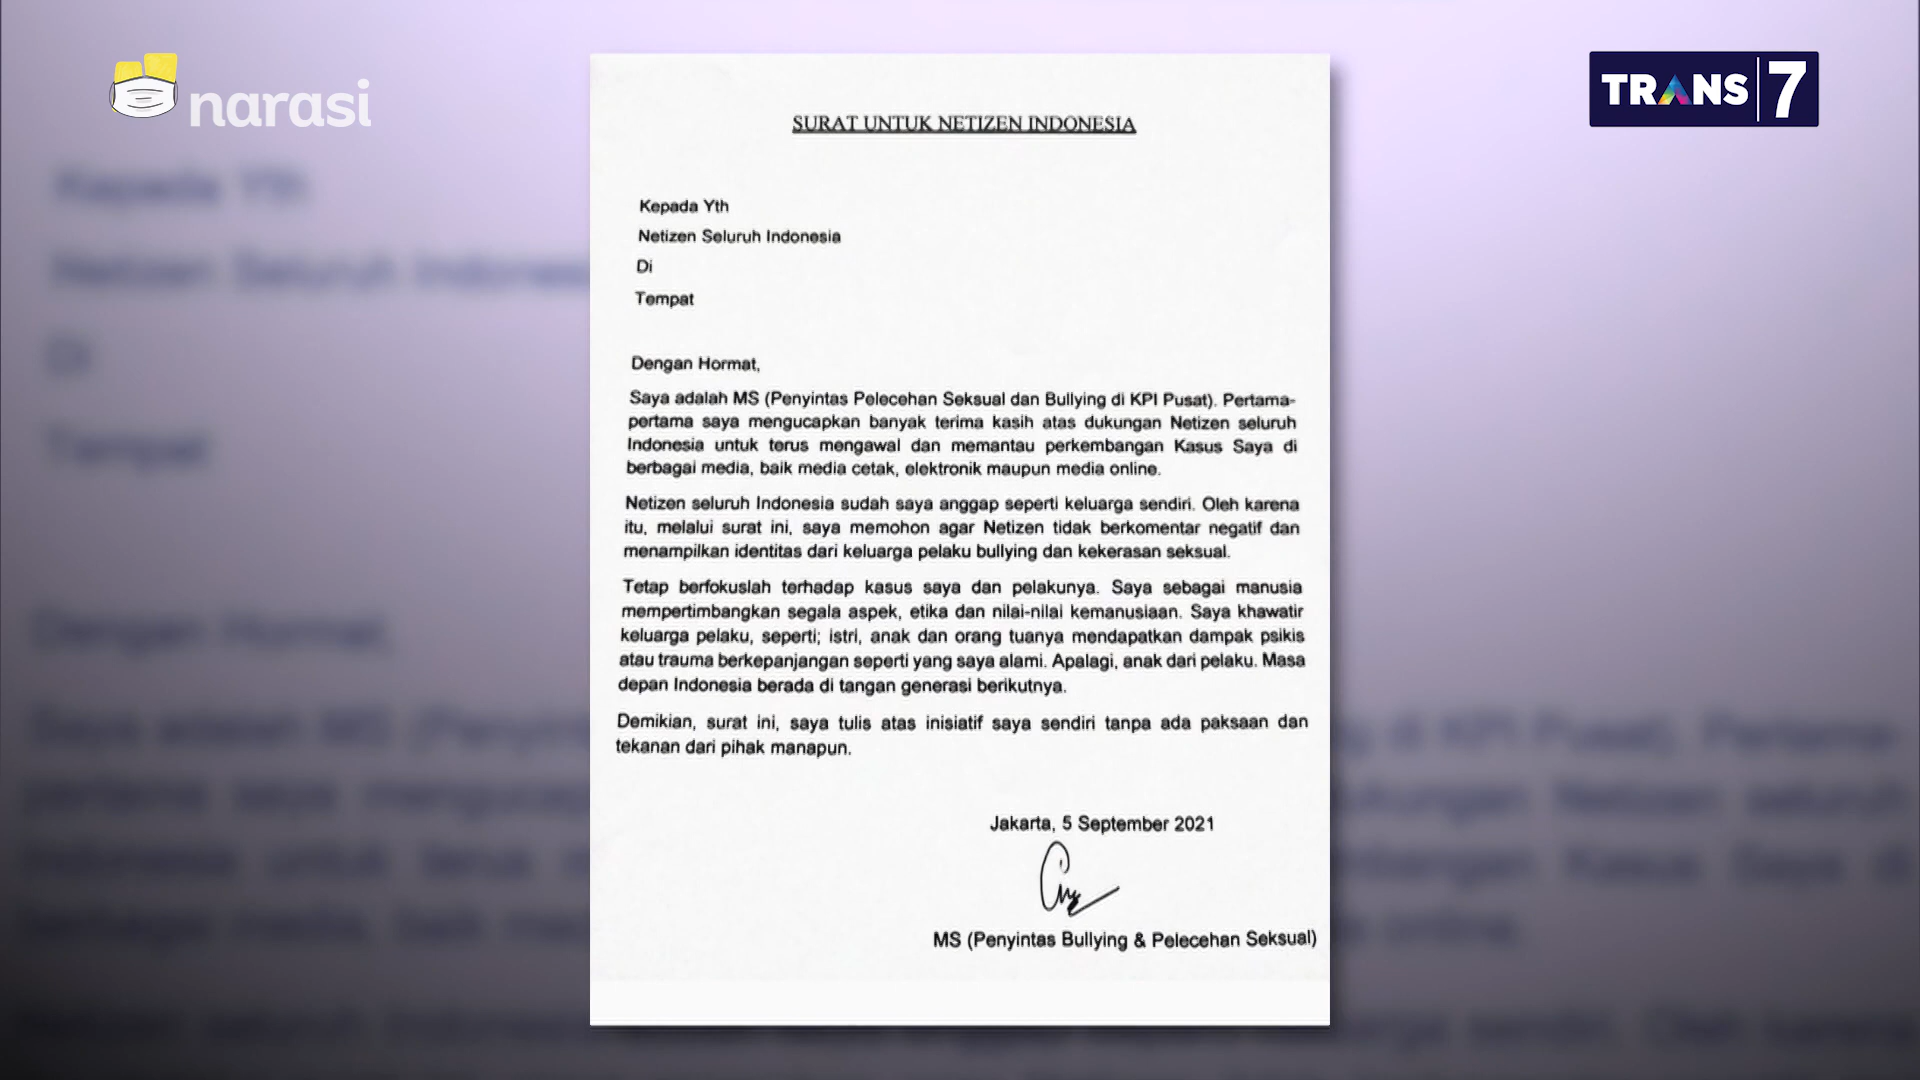 narasi
TRANS 7
SURAT UNTUK NETIZEN INDONESIA
Kepada Yth
Netizen Seluruh Indonesia
Di
Tempat
Dengan Hormat,
Saya adalah MS (Penyintas Pelecehan Seksual dan Bullying di KPI Pusat). Pertama-
pertama saya mengucapkan banyak terima kasih atas dukungan Netizen seluruh
Indonesia untuk terus mengawal dan memantau perkembangan Kasus Saya di
berbagai media, baik media cetak, elektronik maupun media online.
Netizen seluruh Indonesia sudah saya anggap seperti keluarga sendiri. Oleh karena
itu, melalui surat ini, saya memohon agar Netizen tidak berkomentar negatif dan
menampilkan identitas dari keluarga pelaku bullying dan kekerasan seksual.
Tetap berfokuslah terhadap kasus saya dan pelakunya. Saya sebagai manusia
mempertimbangkan segala aspek, etika dan nilai-nilai kemanusiaan. Saya khawatir
keluarga pelaku, seperti; istri, anak dan orang tuanya mendapatkan dampak psikis
atau trauma berkepanjangan seperti yang saya alami. Apalagi, anak dari pelaku. Masa
depan Indonesia berada di tangan generasi berikutnya.
Demikian, surat ini, saya tulis atas inisiatif saya sendiri tanpa ada paksaan dan
tekanan dari pihak manapun.
Jakarta, 5 September 2021
MS (Penyintas Bullying & Pelecehan Seksual)